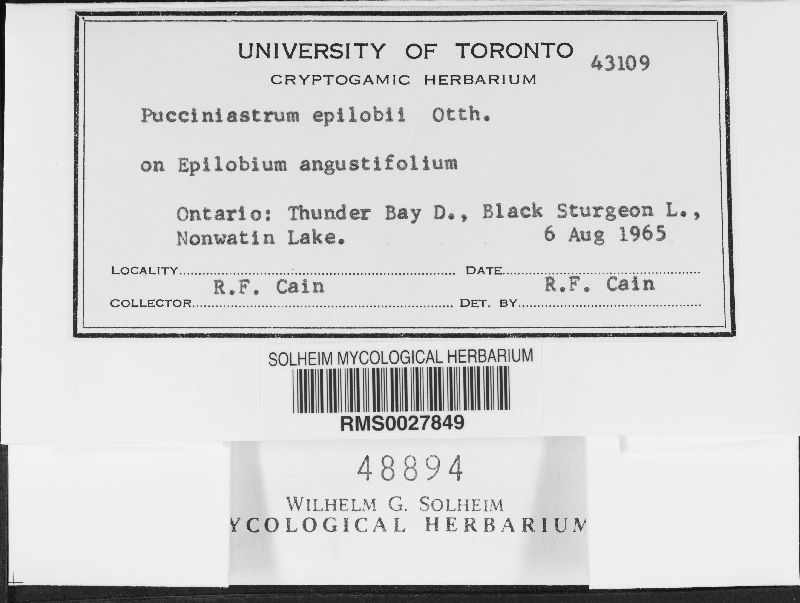 UNIVERSITY OF TORONTO 43109
CRYPTOGAMIC HERBARIUM
Pucciniastrum epilobii Otth.
on Epilobium angustifolium
Ontario: Thunder Bay D., Black Sturgeon L.,
Nonwatin Lake. 6 Aug 1965
LOCALITY DATE
R.F. Cain R.F. Cain
COLLECTOR DET. BY
SOLHEIM MYCOLOGICAL HERBARIUM
RMS0027849
48894
WILHELM G. SOLHEIM
YCOLOGICAL HERBARIUM